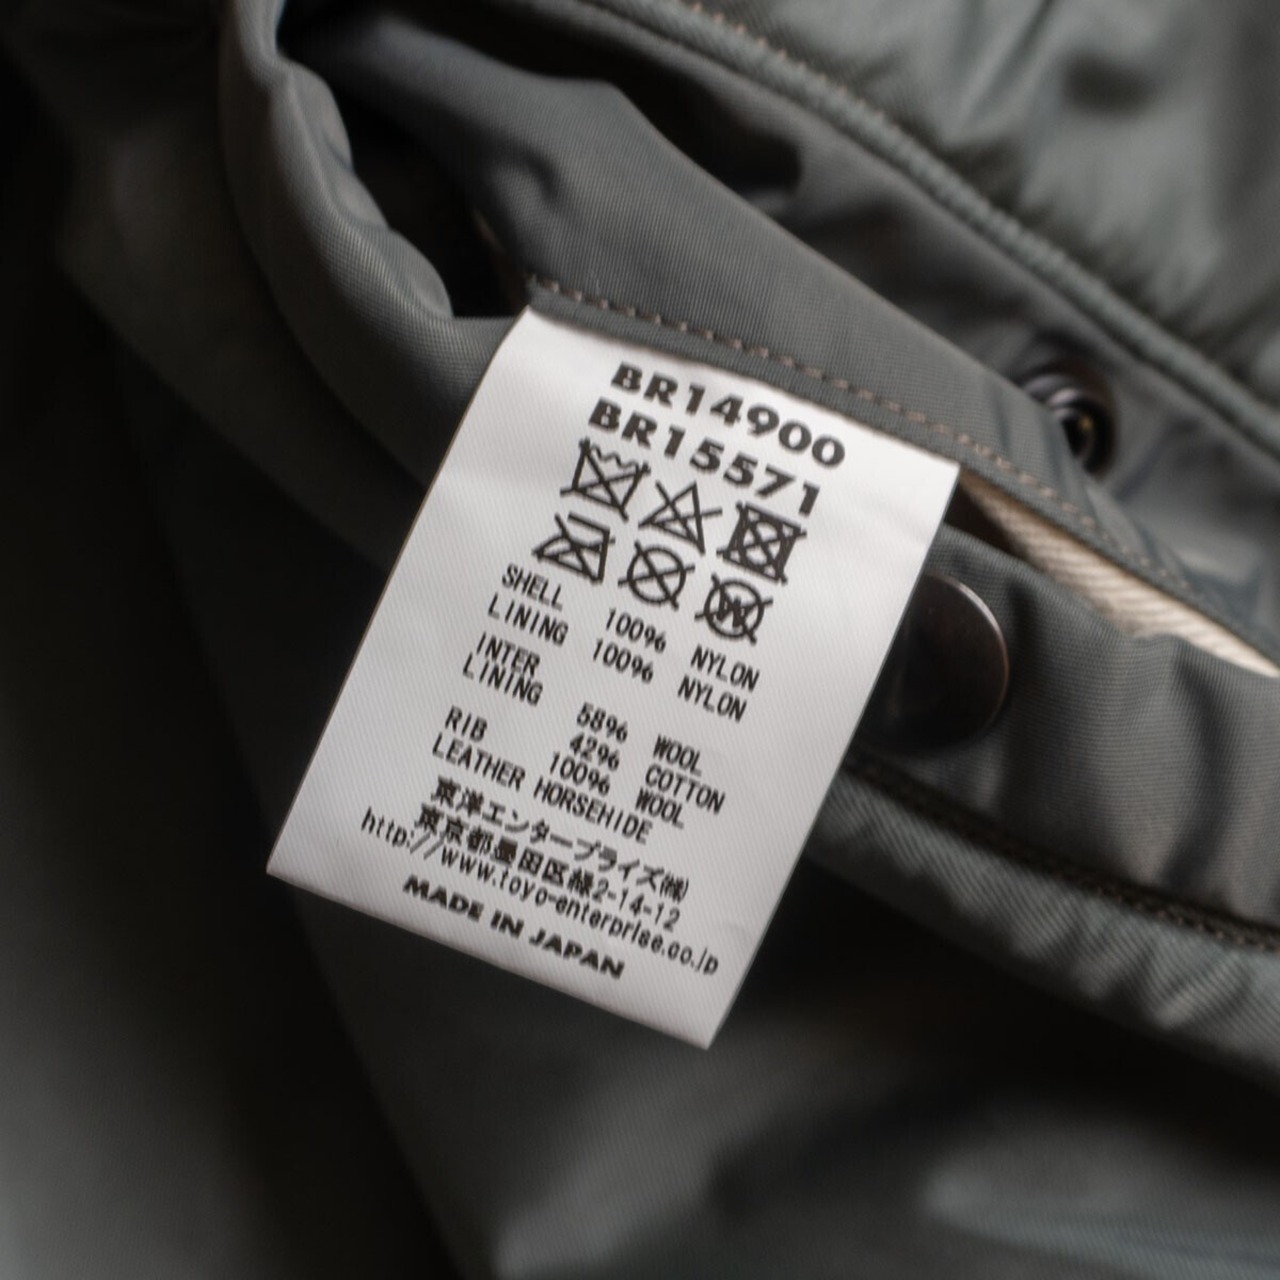 BR14900
BR15571
W
SHELL 100% NYLON
LINING 100% NYLON
INTER
LINING 58% WOOL
42% COTTON
RIB 100% WOOL
LEATHER HORSEHIDE
東洋エンタープライズ㈱
東京都墨田区緑2-14-12
http://www.toyo-enterprise.co.jp
MADE IN JAPAN